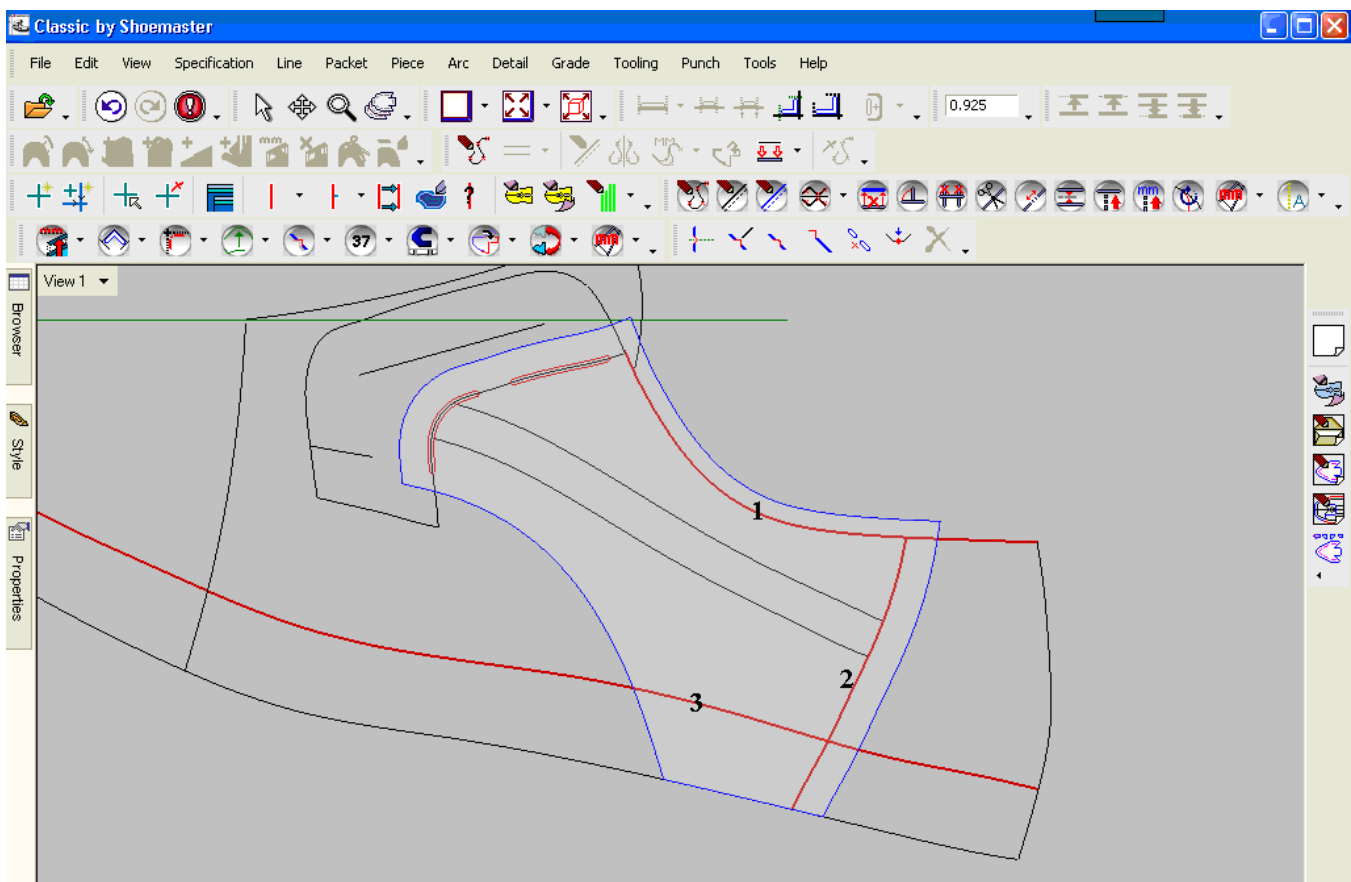 Classic by Shoemaster
File Edit View Specification Line Packet Piece Arc Detail Grade Tooling Punch Tools Help
0.925
37
View 1
Browser
Style
Properties
1
2
3